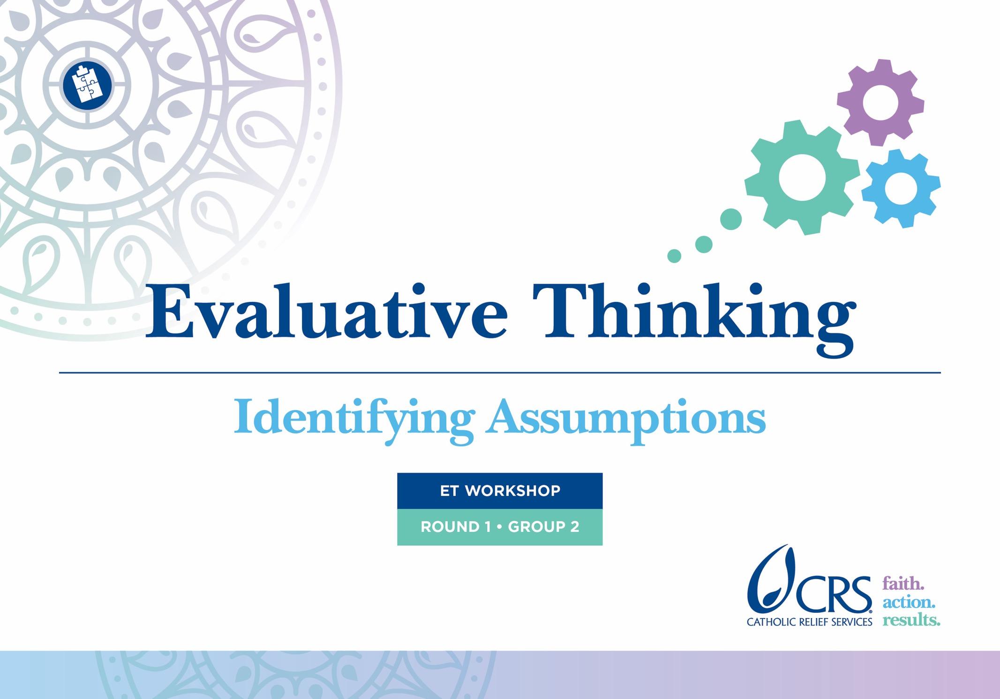 Evaluative Thinking
Identifying Assumptions
ET WORKSHOP
ROUND 1 • GROUP 2
CRS®
CATHOLIC RELIEF SERVICES
faith.
action.
results.